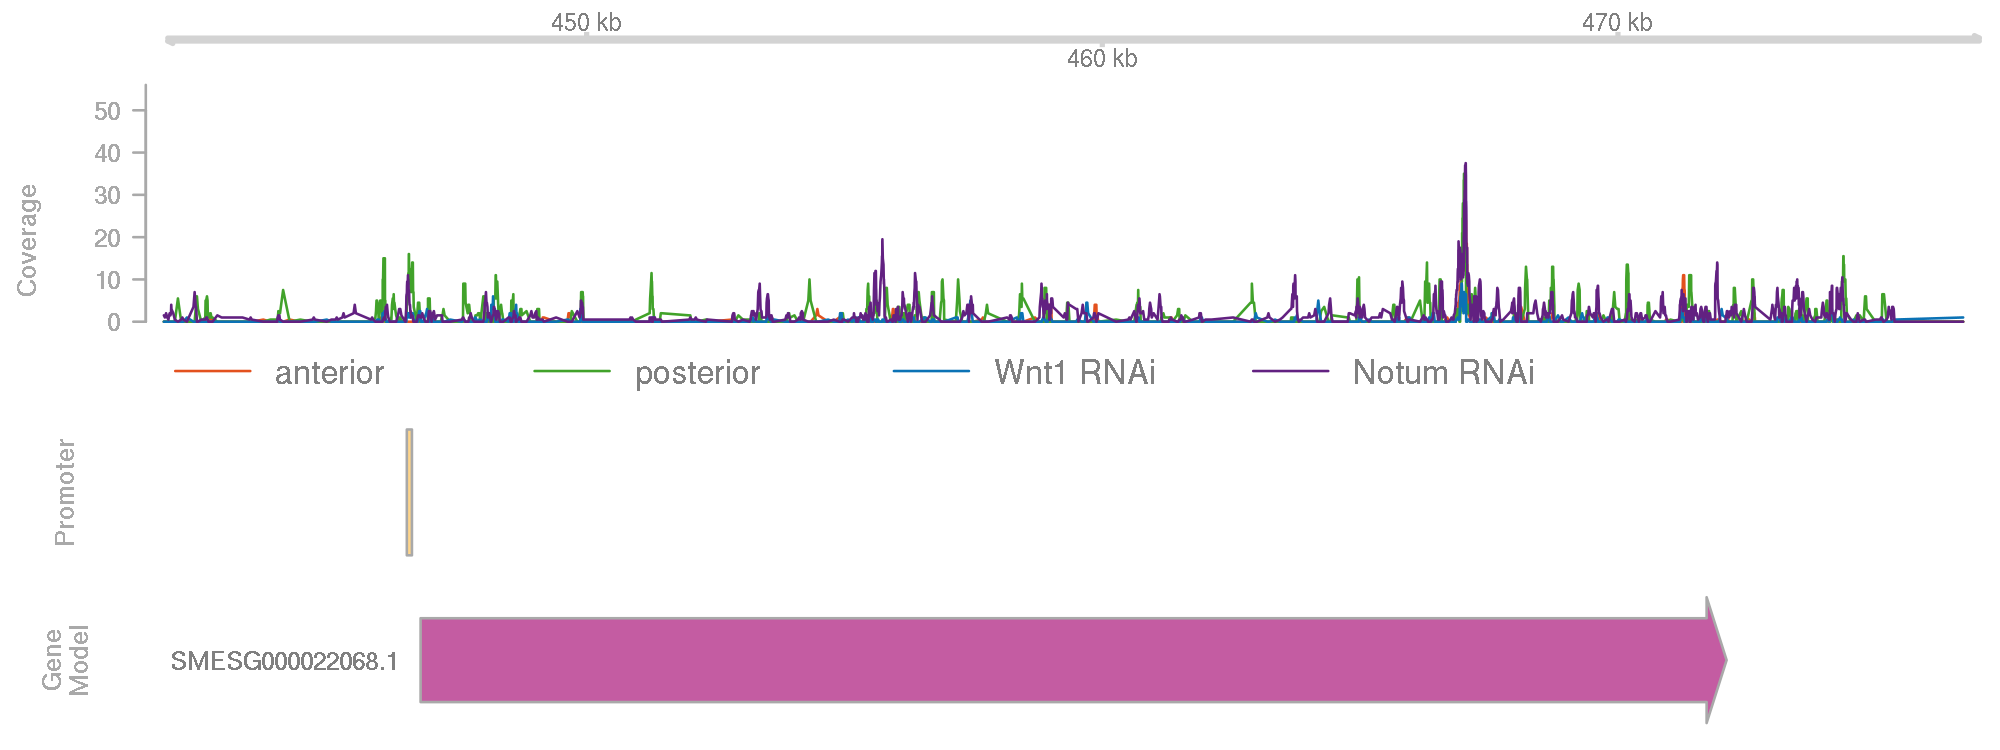 450 kb
470 kb
460 kb
Coverage
50
40
30
20
10
0
anterior posterior Wnt1 RNAi Notum RNAi
Promoter
Gene
Model
SMESG000022068.1